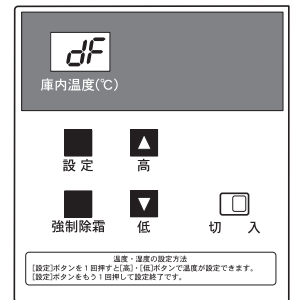 dF
庫内温度(℃)
設 定 高
強制除霜 低 切 入
温度・湿度の設定方法
[設定]ボタンを1回押すと[高]・[低]ボタンで温度が設定できます。
[設定]ボタンをもう1回押して設定終了です。